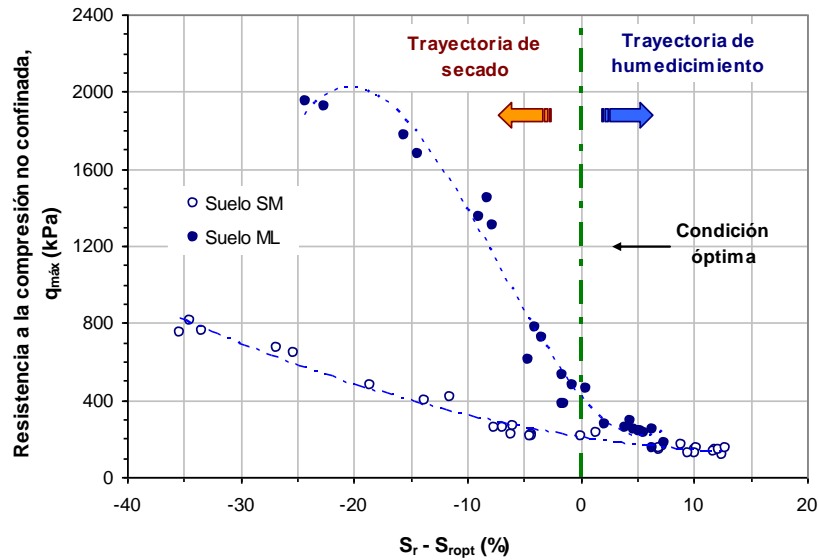 Resistencia a la compresión no confinada,
qmáx (kPa)
2400
2000
1600
1200
800
400
0
Trayectoria de
secado
Trayectoria de
humedicimiento
Suelo SM
Suelo ML
Condición
óptima
-40
-30
-20
-10
0
10
20
Sr - Sropt (%)